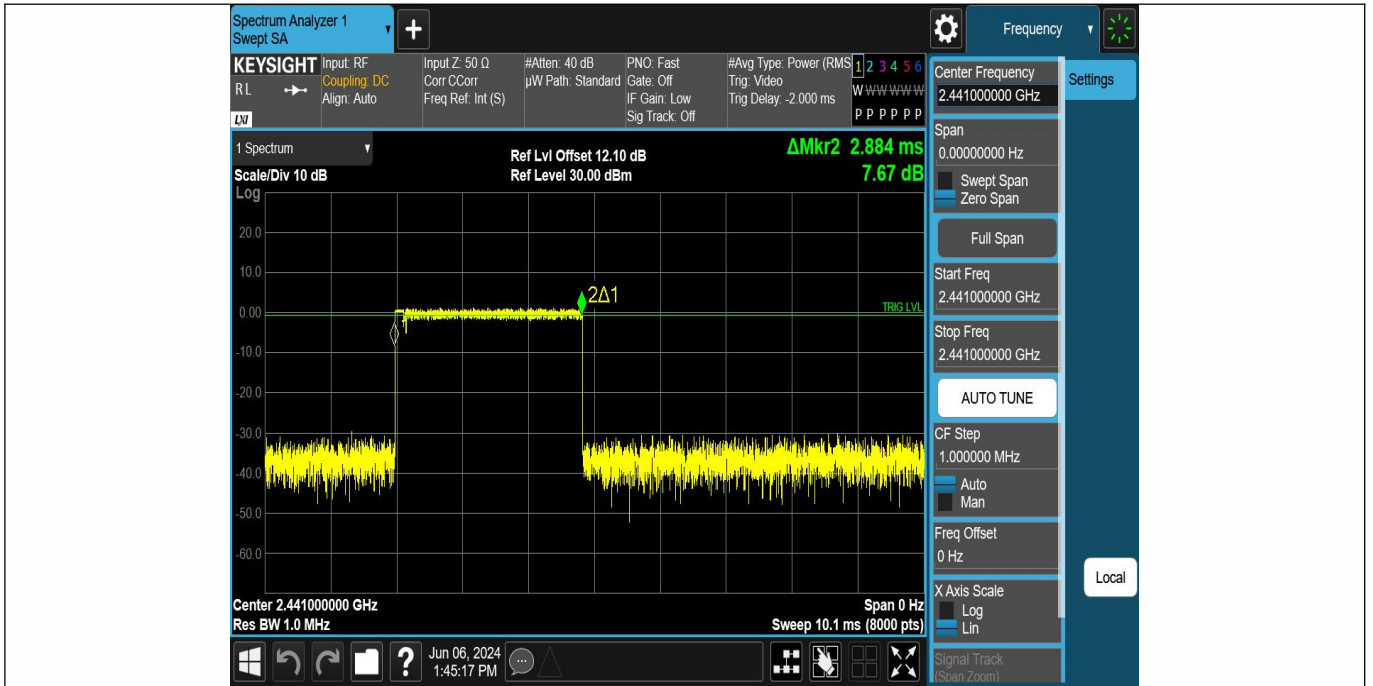 Spectrum Analyzer 1
Swept SA
+
Frequency
KEYSIGHT
RL
LXI
Input: RF
Coupling: DC
Align: Auto
Input Z: 50 Ω
Corr CCorr
Freq Ref: Int (S)
#Atten: 40 dB
µW Path: Standard
PNO: Fast
Gate: Off
IF Gain: Low
Sig Track: Off
#Avg Type: Power (RMS
Trig: Video
Trig Delay: -2.000 ms
1 2 3 4 5 6
W W W W W W
P P P P P P
1 Spectrum
Scale/Div 10 dB
Ref Lvl Offset 12.10 dB
Ref Level 30.00 dBm
ΔMkr2 2.884 ms
7.67 dB
Log
20.0
10.0
0.00
-10.0
-20.0
-30.0
-40.0
-50.0
-60.0
2Δ1
TRIG LVL
Center 2.441000000 GHz
Res BW 1.0 MHz
Span 0 Hz
Sweep 10.1 ms (8000 pts)
Center Frequency
2.441000000 GHz
Settings
Span
0.00000000 Hz
Swept Span
Zero Span
Full Span
Start Freq
2.441000000 GHz
Stop Freq
2.441000000 GHz
AUTO TUNE
CF Step
1.000000 MHz
Auto
Man
Freq Offset
0 Hz
Local
X Axis Scale
Log
Lin
Signal Track
(Span Zoom)
?
Jun 06, 2024
1:45:17 PM